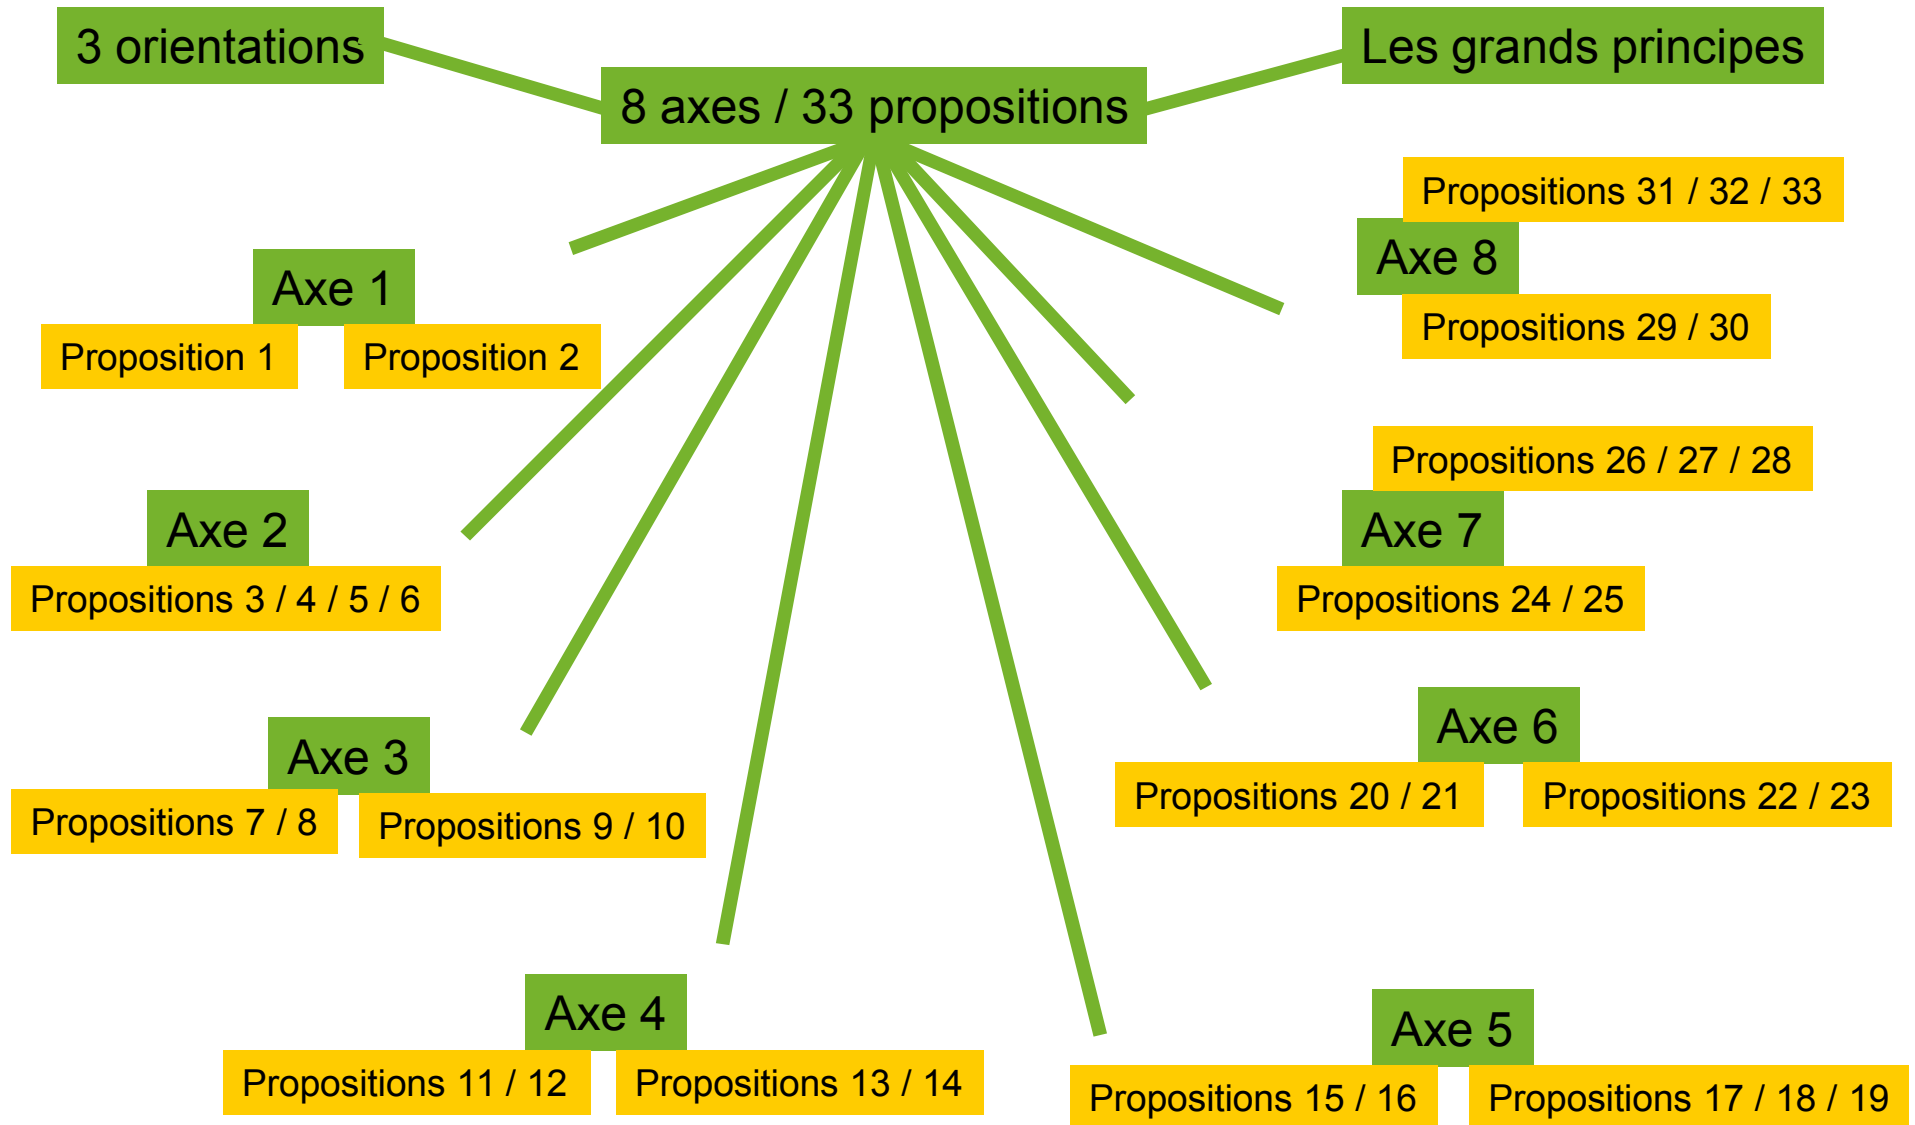 3 orientations
Les grands principes
8 axes / 33 propositions
Axe 1
Proposition 1
Proposition 2
Axe 2
Propositions 3 / 4 / 5 / 6
Axe 3
Propositions 7 / 8
Propositions 9 / 10
Axe 4
Propositions 11 / 12
Propositions 13 / 14
Axe 5
Propositions 15 / 16
Propositions 17 / 18 / 19
Axe 6
Propositions 20 / 21
Propositions 22 / 23
Propositions 26 / 27 / 28
Axe 7
Propositions 24 / 25
Propositions 31 / 32 / 33
Axe 8
Propositions 29 / 30